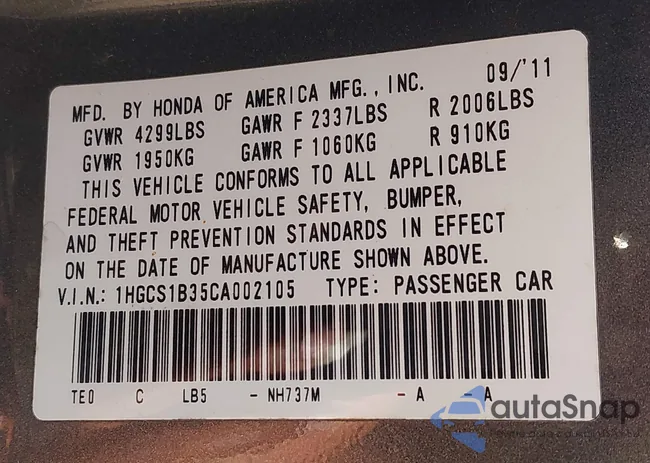 MFD. BY HONDA OF AMERICA MFG., INC. 09/'11
GVWR 4299LBS GAWR F 2337LBS R 2006LBS
GVWR 1950KG GAWR F 1060KG R 910KG
THIS VEHICLE CONFORMS TO ALL APPLICABLE
FEDERAL MOTOR VEHICLE SAFETY, BUMPER,
AND THEFT PREVENTION STANDARDS IN EFFECT
ON THE DATE OF MANUFACTURE SHOWN ABOVE.
V.I.N.: 1HGCS1B35CA002105 TYPE: PASSENGER CAR
TE0 C LB5 - NH737M - A - A
autaSnap